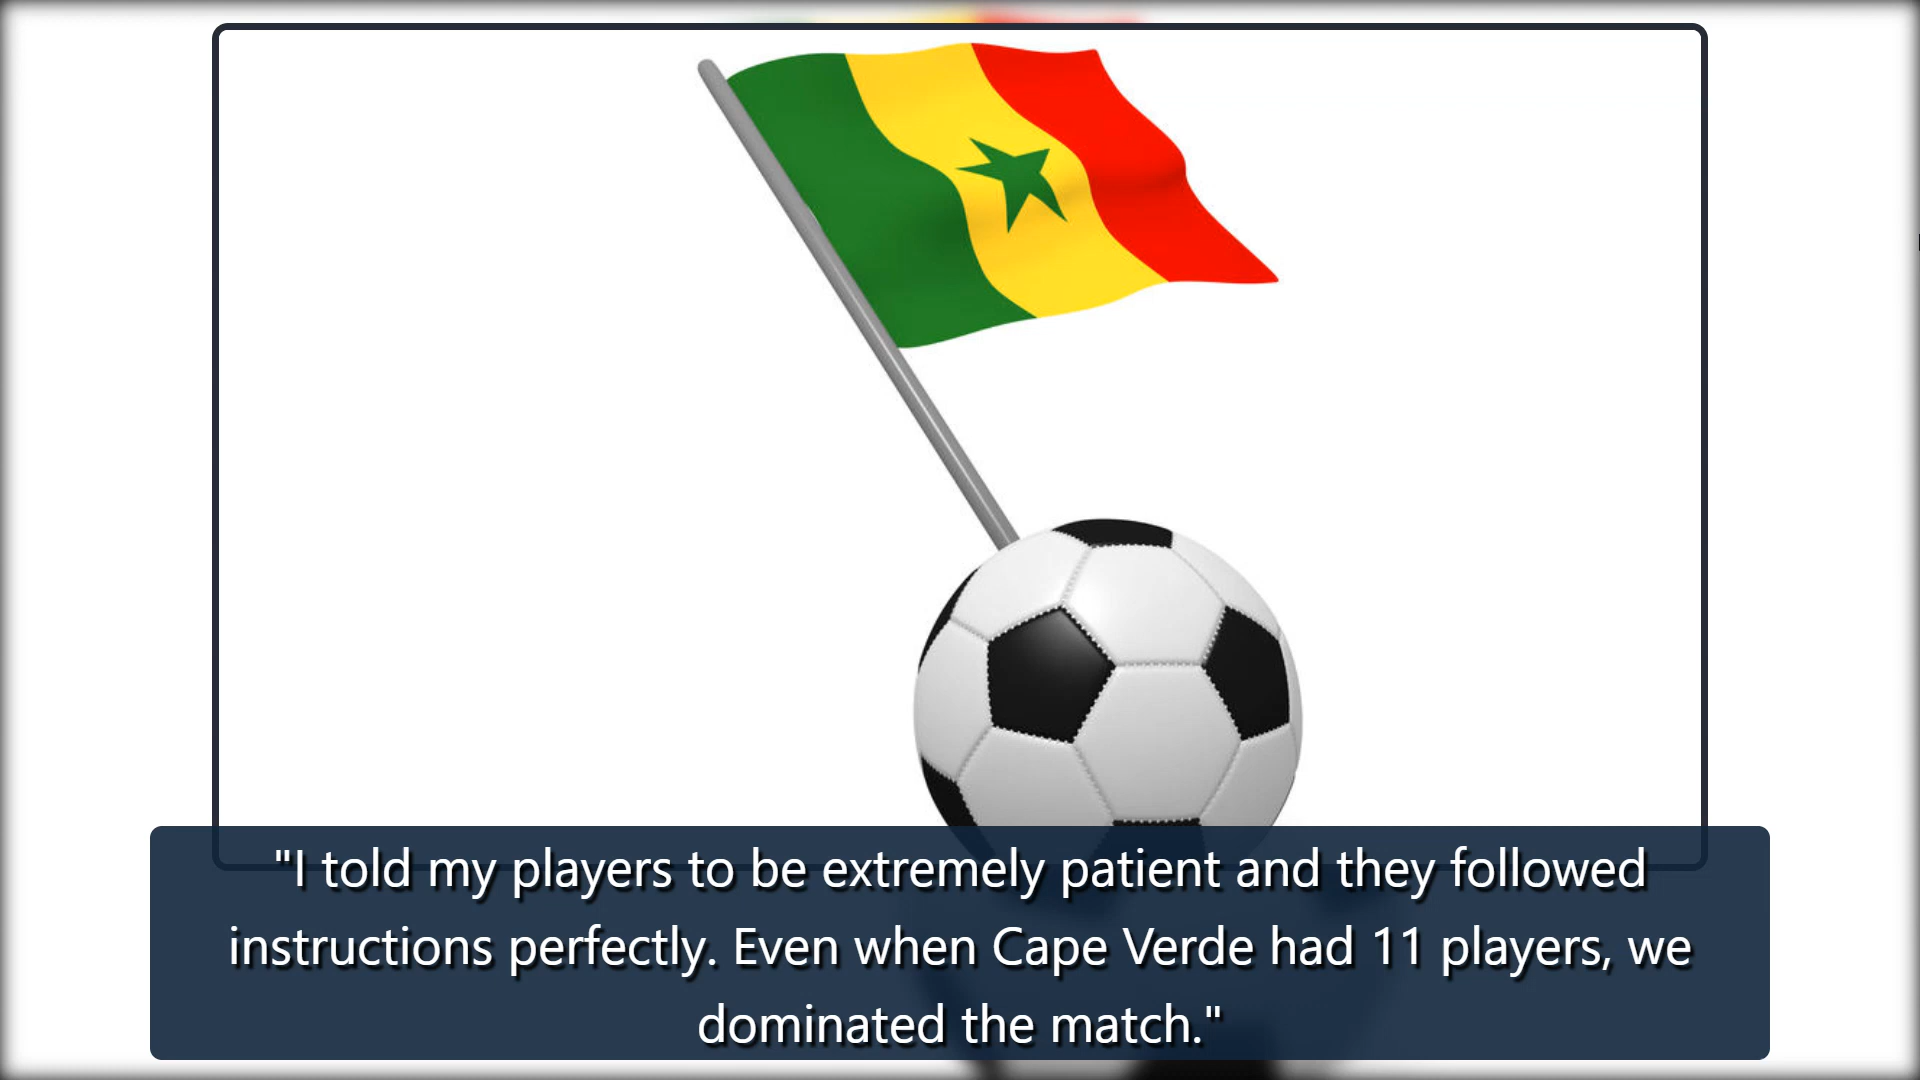 "I told my players to be extremely patient and they followed
instructions perfectly. Even when Cape Verde had 11 players, we
dominated the match."